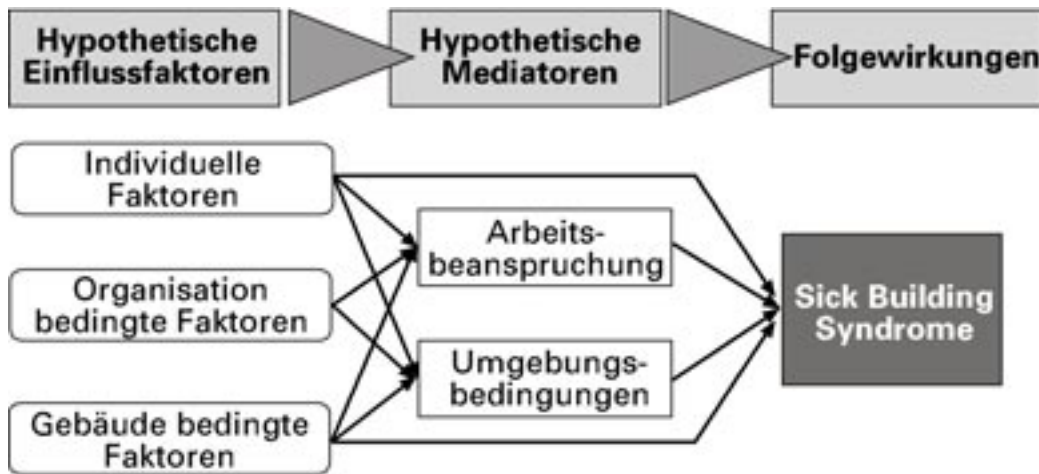 Hypothetische
Einflussfaktoren
Hypothetische
Mediatoren
Folgewirkungen
Individuelle
Faktoren
Organisation
bedingte Faktoren
Gebäude bedingte
Faktoren
Arbeits-
beanspruchung
Umgebungs-
bedingungen
Sick Building
Syndrome